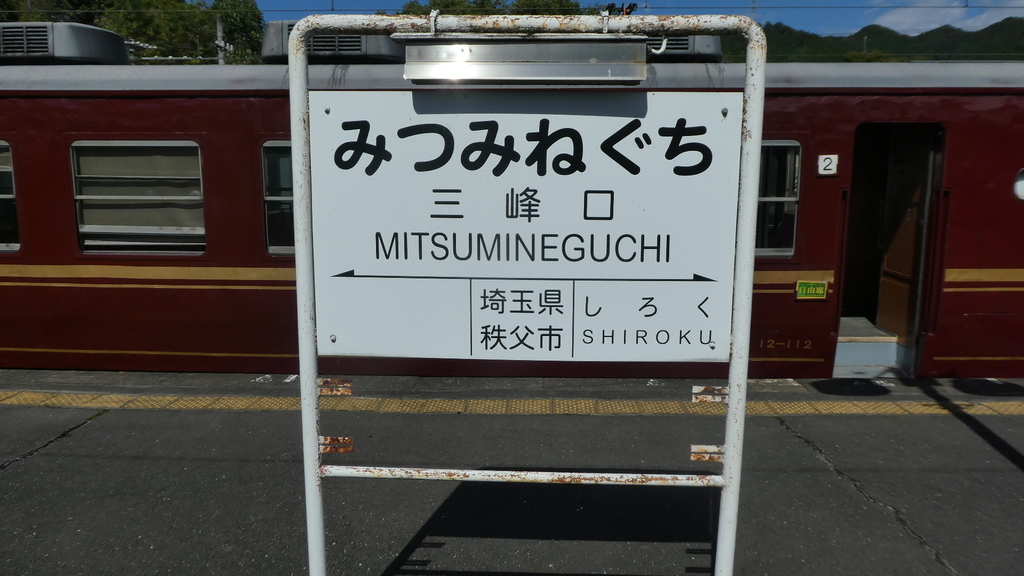 みつみねぐち
三峰口
MITSUMINEGUCHI
埼玉県
秩父市
しろく
SHIROKU
2
自由席
12-112